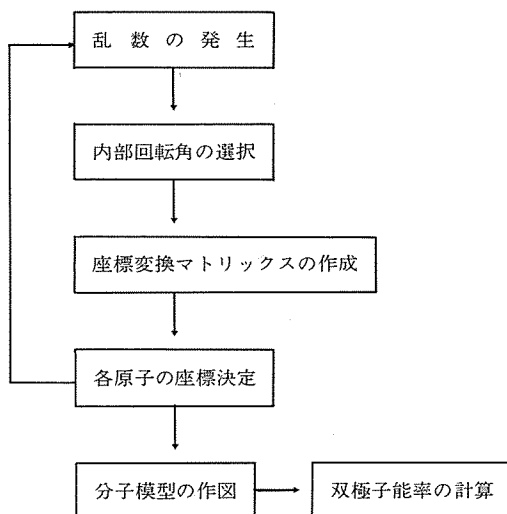 乱数の発生
内部回転角の選択
座標変換マトリックスの作成
各原子の座標決定
分子模型の作図
双極子能率の計算